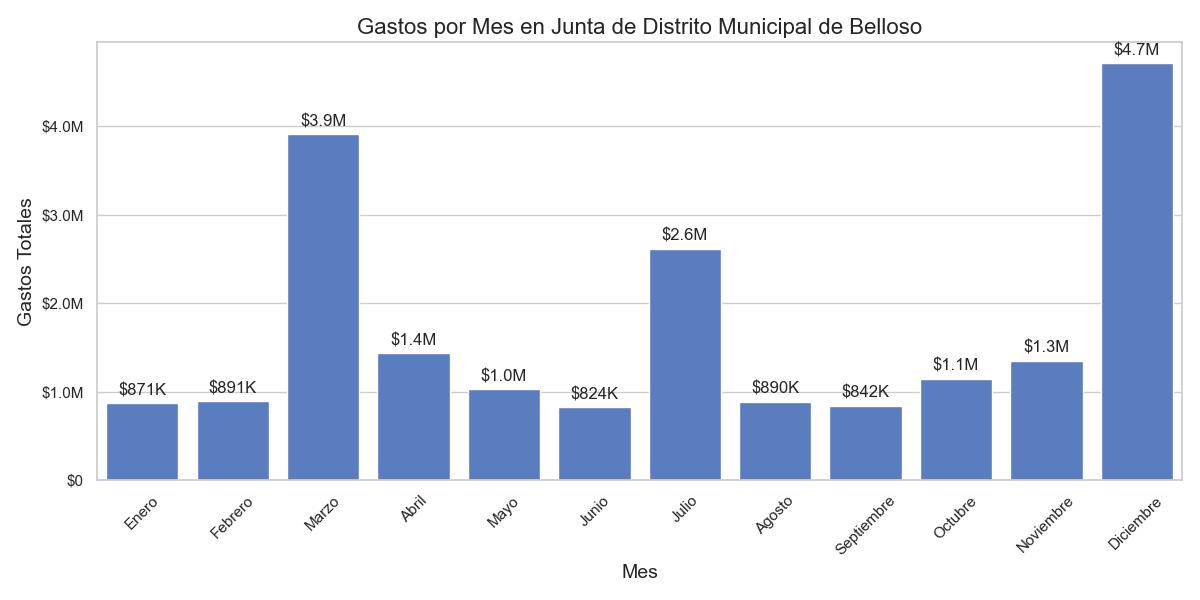 Gastos por Mes en Junta de Distrito Municipal de Belloso
Gastos Totales
$4.0M
$3.0M
$2.0M
$1.0M
$0
$871K
$891K
$3.9M
$1.4M
$1.0M
$824K
$2.6M
$890K
$842K
$1.1M
$1.3M
$4.7M
Enero
Febrero
Marzo
Abril
Mayo
Junio
Julio
Agosto
Septiembre
Octubre
Noviembre
Diciembre
Mes